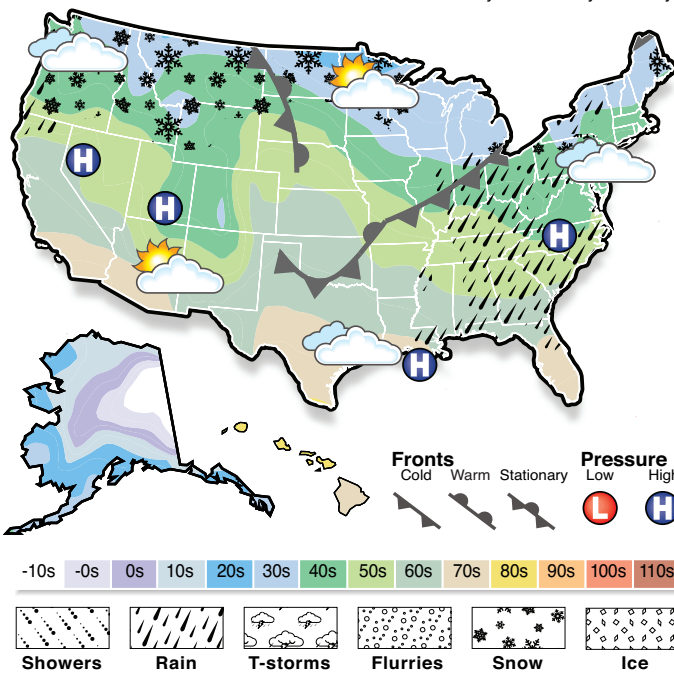 H
H
H
H
Fronts
Cold Warm Stationary
Pressure
Low High
L H
-10s -0s 0s 10s 20s 30s 40s 50s 60s 70s 80s 90s 100s 110s
Showers Rain T-storms Flurries Snow Ice